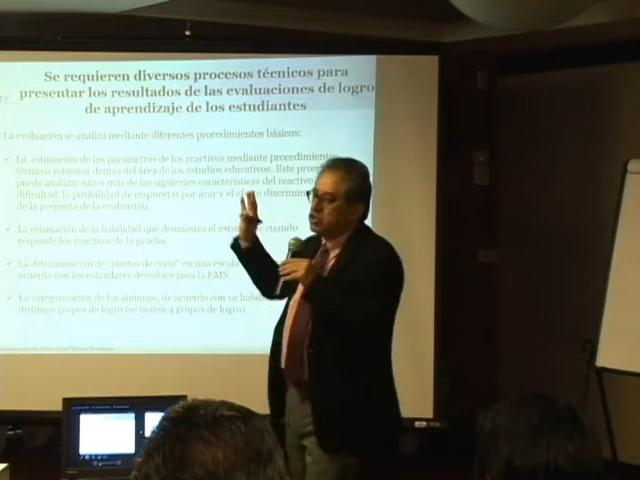 Se requieren diversos procesos técnicos para
presentar los resultados de las evaluaciones de logro
de aprendizaje de los estudiantes
La evaluación se analiza mediante diferentes procedimientos básicos:
✓ La estimación de los parámetros de los reactivos mediante procedimientos
técnicos robustos dentro del área de los estudios educativos. Este
puede analizar una o más de las siguientes características del reactivo
dificultad, la posibilidad de respuestas por azar y el
de la pregunta de la evaluación.
✓ La estimación de la habilidad que demuestra el cuando
responde los reactivos de la prueba.
✓ La determinación de "puntos de corte" en una
acuerdo con los estándares deseables para la EMS
✓ La categorización de los alumnos, de acuerdo con su
distintos grupos de logro (se tienen 4 grupos de logro).